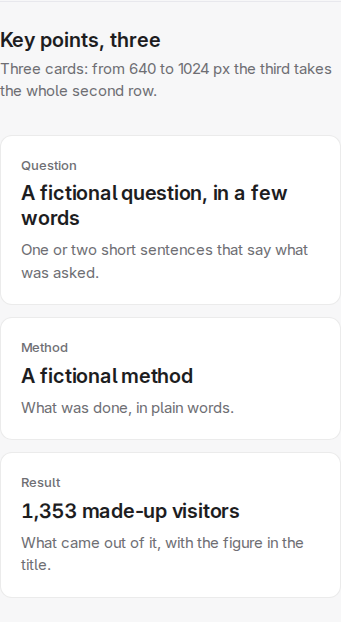 Key points, three
Three cards: from 640 to 1024 px the third takes
the whole second row.
Question
A fictional question, in a few
words
One or two short sentences that say what
was asked.
Method
A fictional method
What was done, in plain words.
Result
1,353 made-up visitors
What came out of it, with the figure in the
title.